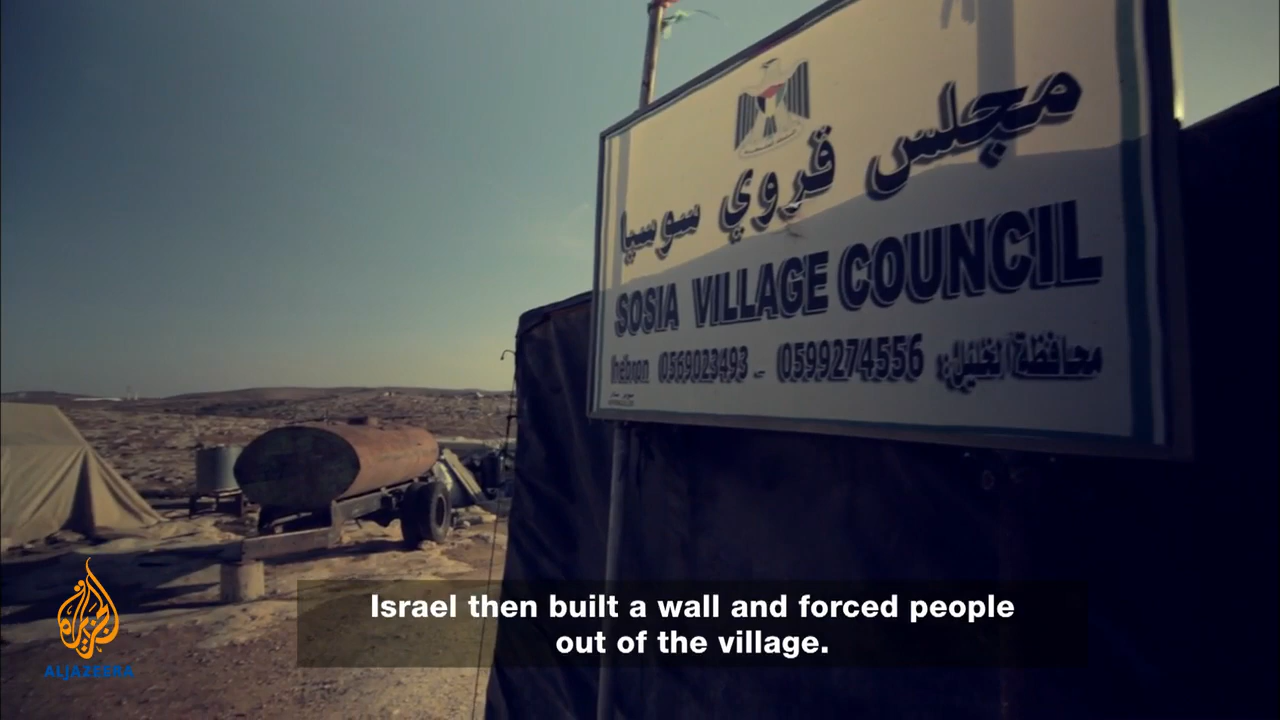 مجلس قروي سوسيا
SOSIA VILLAGE COUNCIL
hebron 0569023493 - 0599274556 محافظة الخليل:
Israel then built a wall and forced people
out of the village.
ALJAZEERA